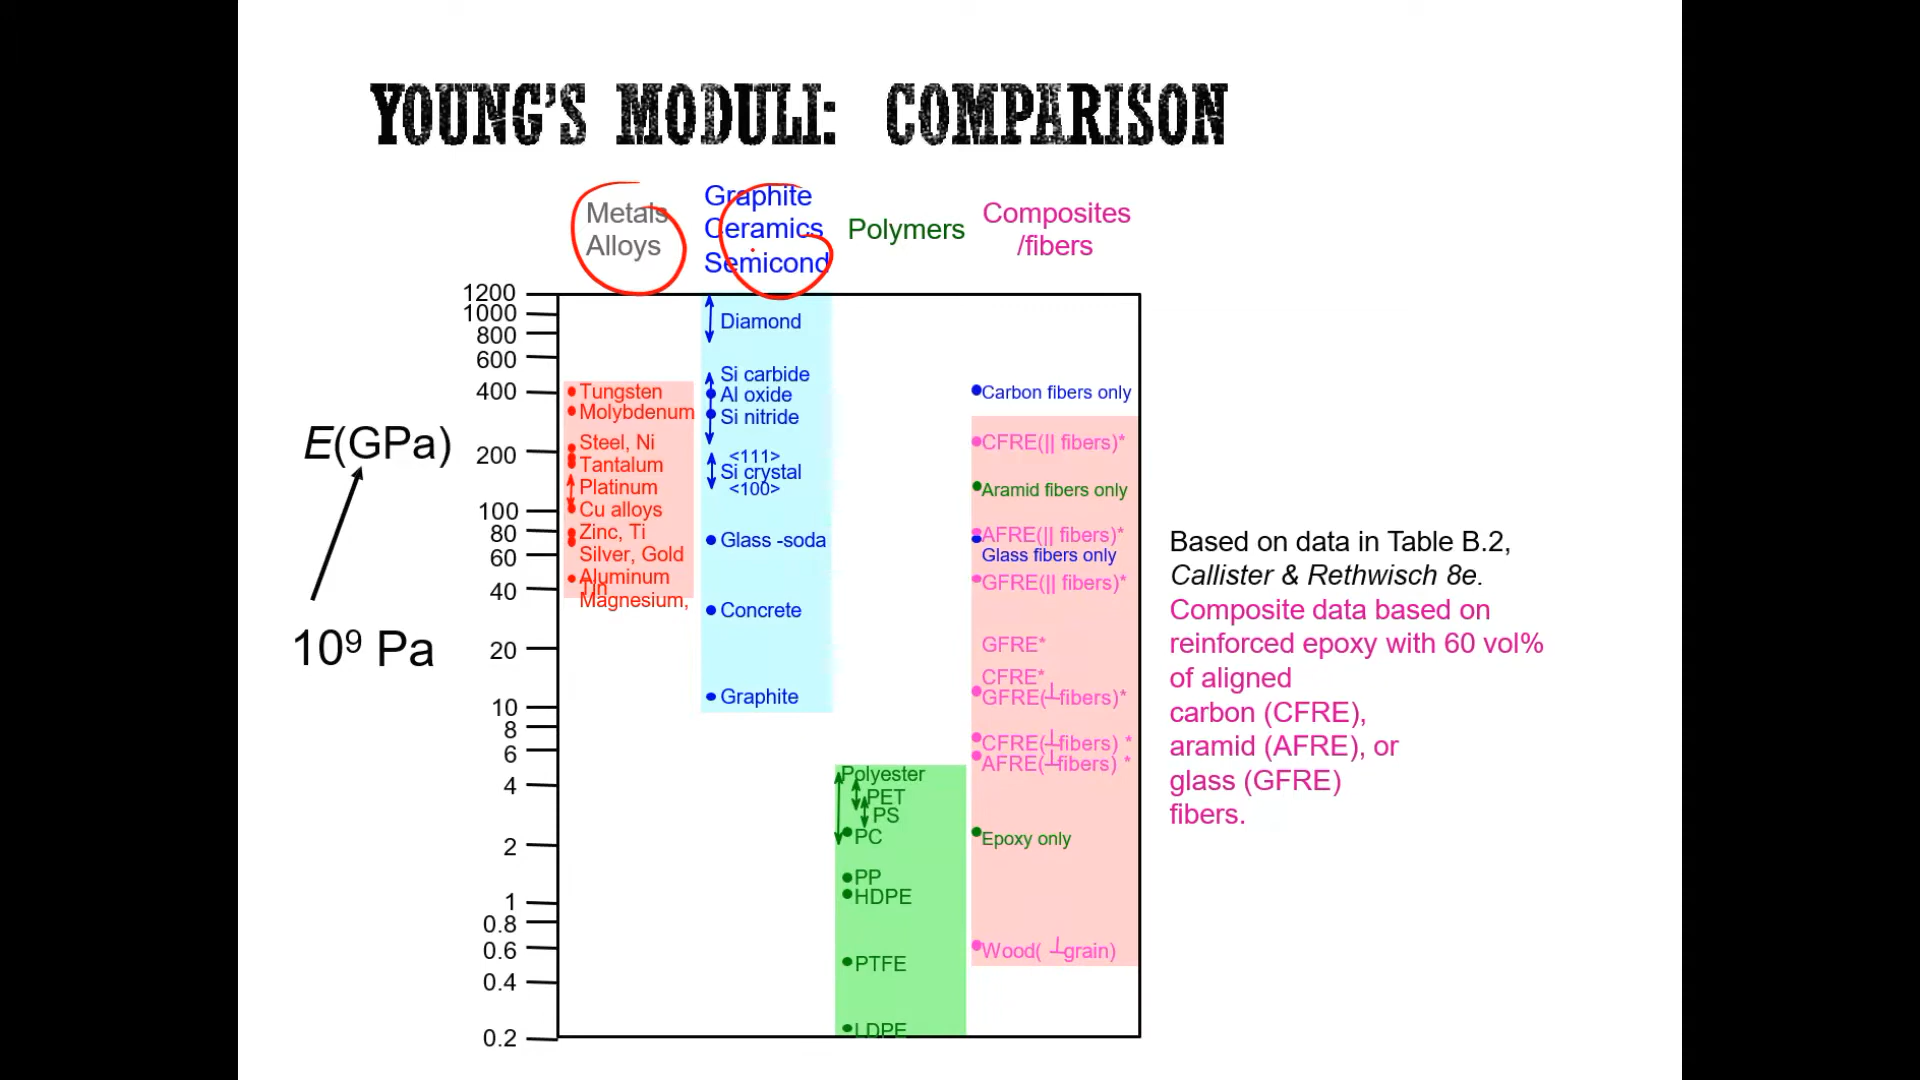 YOUNG'S MODULI: COMPARISON
Metals
Alloys
Graphite
Ceramics
Semicond
Polymers
Composites
/fibers
E(GPa)
10⁹ Pa
1200
1000
800
600
400
200
100
80
60
40
20
10
8
6
4
2
1
0.8
0.6
0.4
0.2
Tungsten
Molybdenum
Steel, Ni
Tantalum
Platinum
Cu alloys
Zinc, Ti
Silver, Gold
Aluminum
Tin
Magnesium,
Diamond
Si carbide
Al oxide
Si nitride
<111>
Si crystal
<100>
Glass -soda
Concrete
Graphite
Polyester
PET
PS
PC
PP
HDPE
PTFE
LDPE
Carbon fibers only
CFRE(|| fibers)*
Aramid fibers only
AFRE(|| fibers)*
Glass fibers only
GFRE(|| fibers)*
GFRE*
CFRE*
GFRE(⊥fibers)*
CFRE(⊥fibers) *
AFRE(⊥fibers) *
Epoxy only
Wood( ⊥grain)
Based on data in Table B.2,
Callister & Rethwisch 8e.
Composite data based on
reinforced epoxy with 60 vol%
of aligned
carbon (CFRE),
aramid (AFRE), or
glass (GFRE)
fibers.